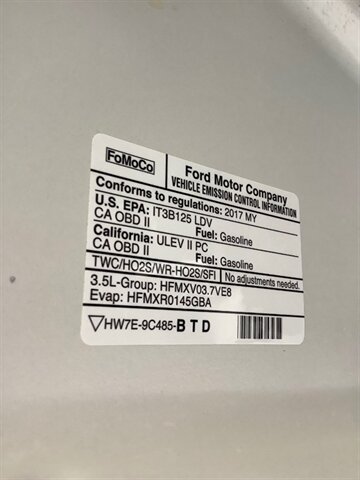 FoMoCo
Ford Motor Company
VEHICLE EMISSION CONTROL INFORMATION
Conforms to regulations: 2017 MY
U.S. EPA: IT3B125 LDV
CA OBD II Fuel: Gasoline
California: ULEV II PC
CA OBD II Fuel: Gasoline
TWC/HO2S/WR-HO2S/SFI No adjustments needed.
3.5L-Group: HFMXV03.7VE8
Evap: HFMXR0145GBA
▽HW7E-9C485-B T D